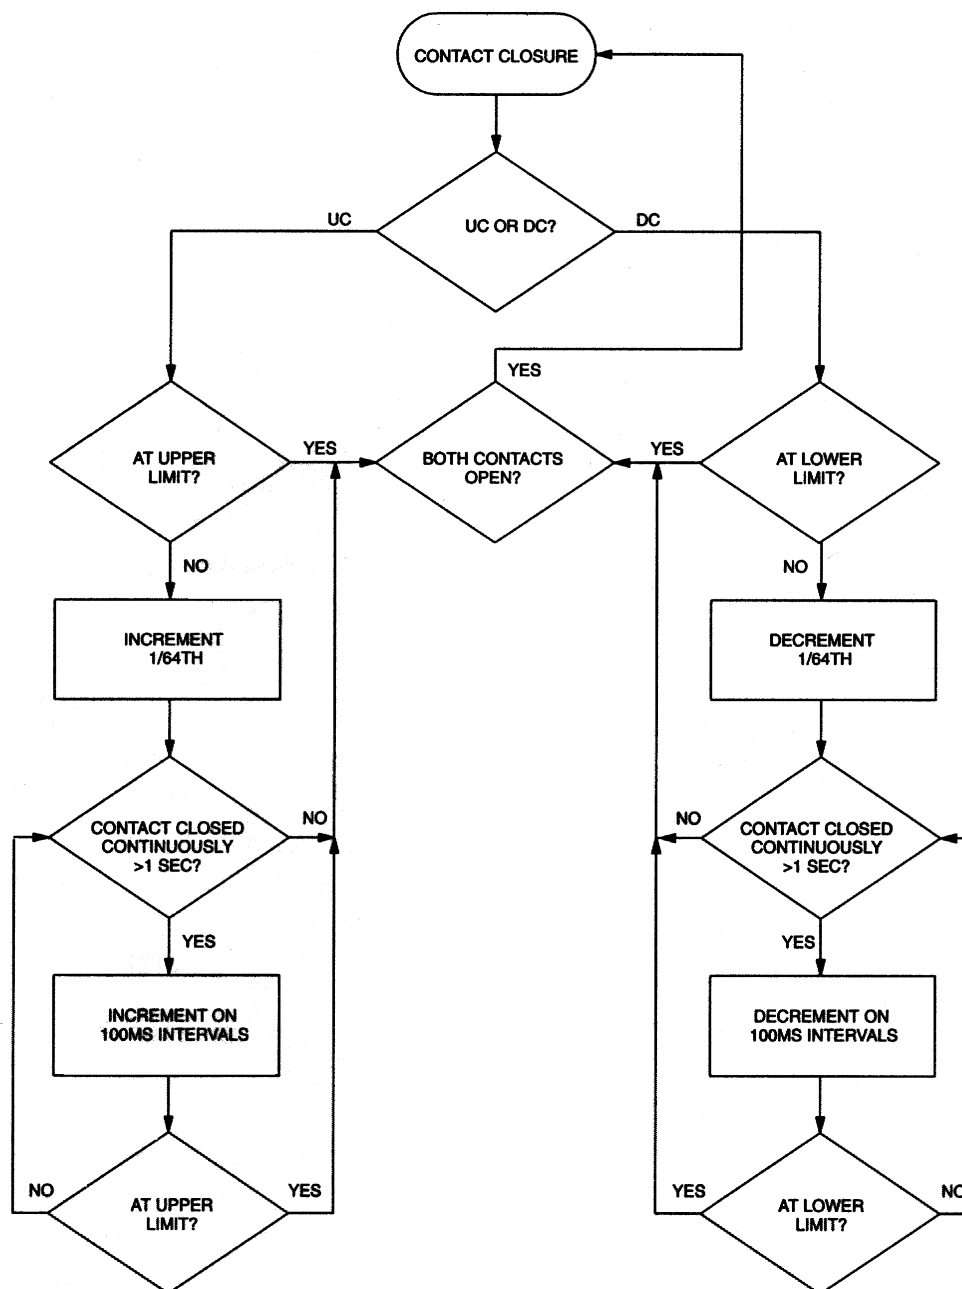 CONTACT CLOSURE
UC
UC OR DC?
DC
YES
AT UPPER
LIMIT?
YES
BOTH CONTACTS
OPEN?
YES
AT LOWER
LIMIT?
NO
NO
INCREMENT
1/64TH
DECREMENT
1/64TH
CONTACT CLOSED
CONTINUOUSLY
>1 SEC?
NO
NO
CONTACT CLOSED
CONTINUOUSLY
>1 SEC?
YES
YES
INCREMENT ON
100MS INTERVALS
DECREMENT ON
100MS INTERVALS
NO
AT UPPER
LIMIT?
YES
YES
AT LOWER
LIMIT?
NO